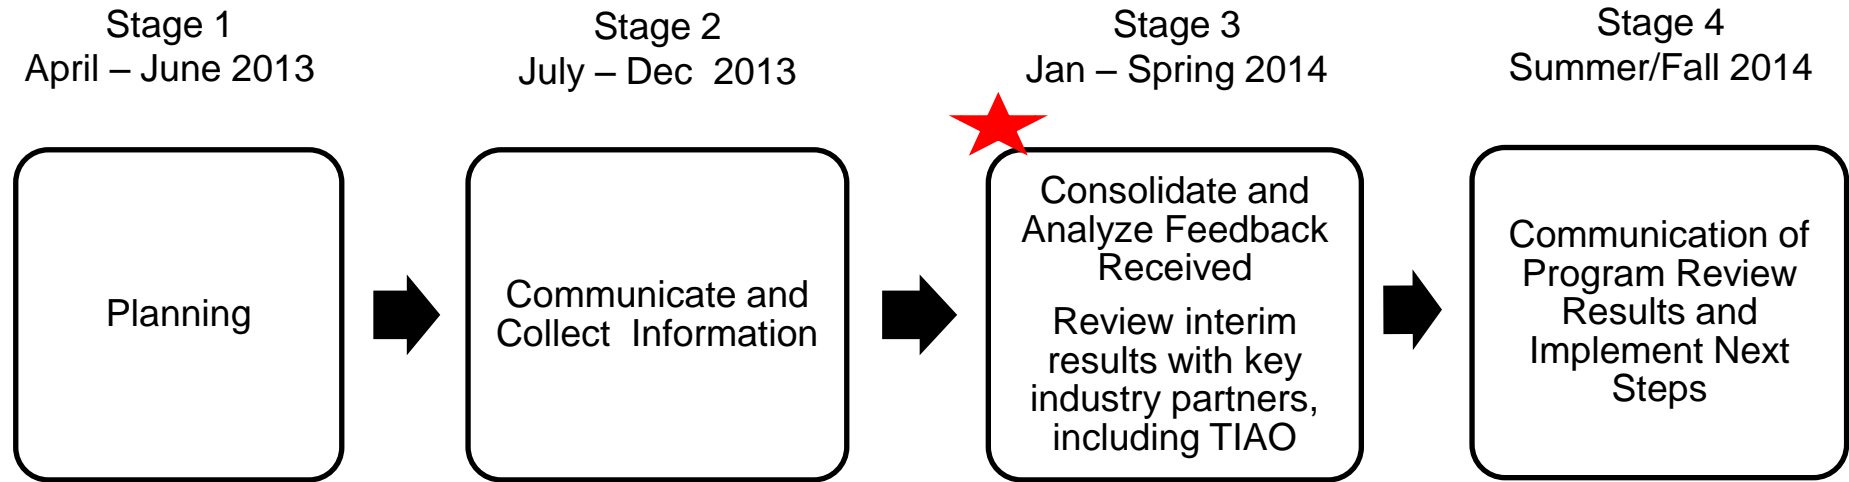 Stage 1
April – June 2013
Stage 2
July – Dec  2013
Stage 3
Jan – Spring 2014
Stage 4
Summer/Fall 2014
Planning
Communicate and
Collect  Information
Consolidate and
Analyze Feedback
Received
Review interim
results with key
industry partners,
including TIAO
Communication of
Program Review
Results and
Implement Next
Steps